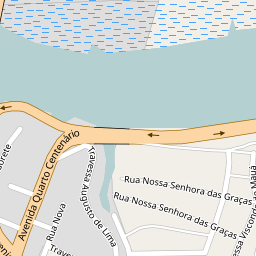 Avenida Quarto Centenário
Travessa Augusto de Lima
Rua Nossa Senhora das Graças
Rua Nossa Senhora das Graças
Rua Nova